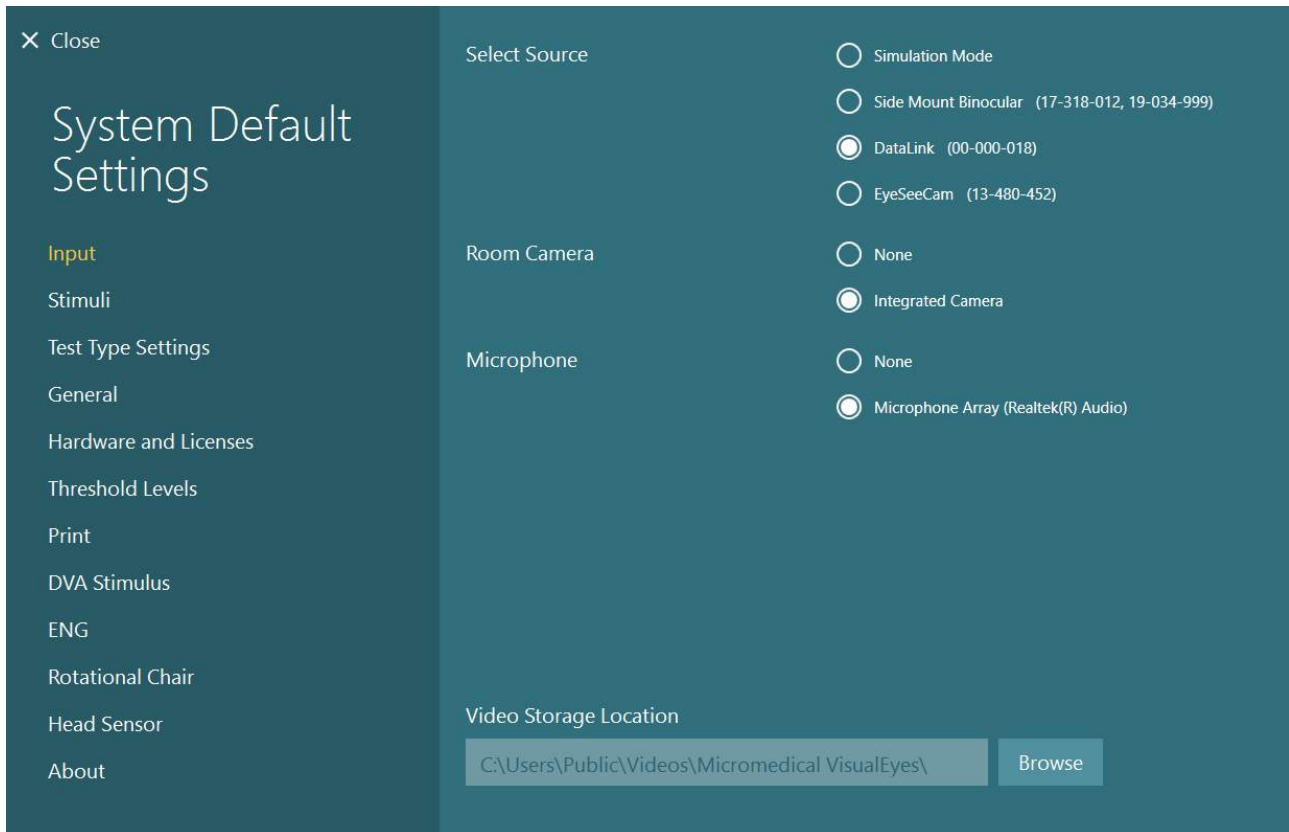 Close
System Default
Settings
Input
Stimuli
Test Type Settings
General
Hardware and Licenses
Threshold Levels
Print
DVA Stimulus
ENG
Rotational Chair
Head Sensor
About
Select Source
Simulation Mode
Side Mount Binocular (17-318-012, 19-034-999)
DataLink (00-000-018)
EyeSeeCam (13-480-452)
Room Camera
None
Integrated Camera
Microphone
None
Microphone Array (Realtek(R) Audio)
Video Storage Location
C:\Users\Public\Videos\Micromedical VisualEyes\
Browse